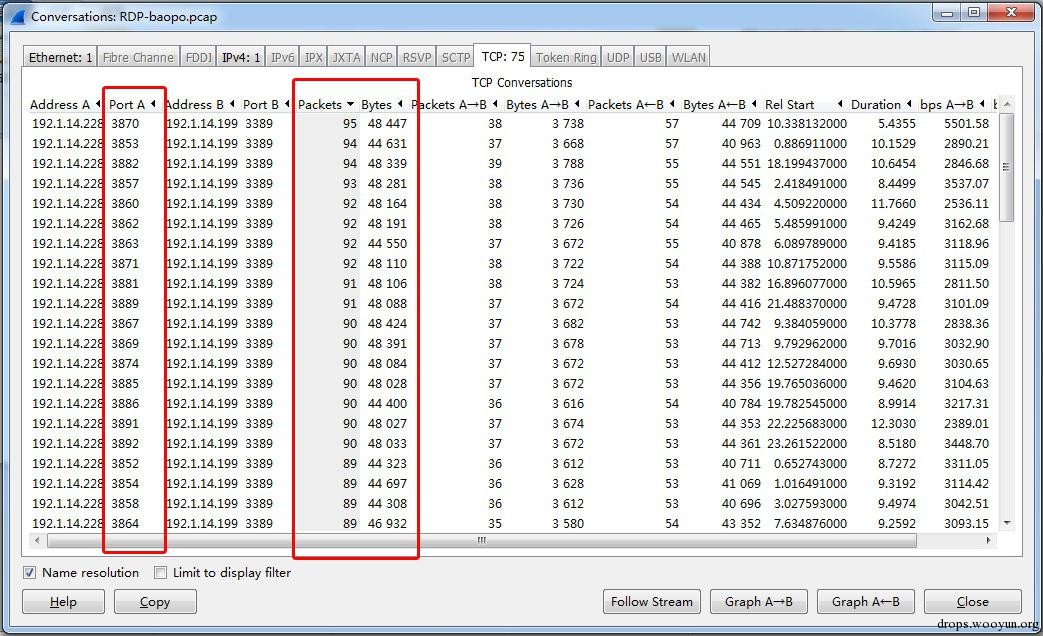 Conversations: RDP-baopo.pcap
Ethernet: 1 Fibre Channe FDDI IPv4: 1 IPv6 IPX JXTA NCP RSVP SCTP TCP: 75 Token Ring UDP USB WLAN
TCP Conversations
Address A Port A Address B Port B Packets Bytes Packets A→B Bytes A→B Packets A←B Bytes A←B Rel Start Duration bps A→B
192.1.14.228 3870 192.1.14.199 3389 95 48 447 38 3 738 57 44 709 10.338132000 5.4355 5501.58
192.1.14.228 3853 192.1.14.199 3389 94 44 631 37 3 668 57 40 963 0.886911000 10.1529 2890.21
192.1.14.228 3882 192.1.14.199 3389 94 48 339 39 3 788 55 44 551 18.199437000 10.6454 2846.68
192.1.14.228 3857 192.1.14.199 3389 93 48 281 38 3 736 55 44 545 2.418491000 8.4499 3537.07
192.1.14.228 3860 192.1.14.199 3389 92 48 164 38 3 730 54 44 434 4.509220000 11.7660 2536.11
192.1.14.228 3862 192.1.14.199 3389 92 48 191 38 3 726 54 44 465 5.485991000 9.4249 3162.68
192.1.14.228 3863 192.1.14.199 3389 92 44 550 37 3 672 55 40 878 6.089789000 9.4185 3118.96
192.1.14.228 3871 192.1.14.199 3389 92 48 110 38 3 722 54 44 388 10.871752000 9.5586 3115.09
192.1.14.228 3881 192.1.14.199 3389 91 48 106 38 3 724 53 44 382 16.896077000 10.5965 2811.50
192.1.14.228 3889 192.1.14.199 3389 91 48 088 37 3 672 54 44 416 21.488370000 9.4728 3101.09
192.1.14.228 3867 192.1.14.199 3389 90 48 424 37 3 682 53 44 742 9.384059000 10.3778 2838.36
192.1.14.228 3869 192.1.14.199 3389 90 48 391 37 3 678 53 44 713 9.792962000 9.7016 3032.90
192.1.14.228 3874 192.1.14.199 3389 90 48 084 37 3 672 53 44 412 12.527284000 9.6930 3030.65
192.1.14.228 3885 192.1.14.199 3389 90 48 028 37 3 672 53 44 356 19.765036000 9.4620 3104.63
192.1.14.228 3886 192.1.14.199 3389 90 44 400 36 3 616 54 40 784 19.782545000 8.9914 3217.31
192.1.14.228 3891 192.1.14.199 3389 90 48 027 37 3 674 53 44 353 22.225683000 12.3030 2389.01
192.1.14.228 3892 192.1.14.199 3389 90 48 033 37 3 672 53 44 361 23.261522000 8.5180 3448.70
192.1.14.228 3852 192.1.14.199 3389 89 44 323 36 3 612 53 40 711 0.652743000 8.7272 3311.05
192.1.14.228 3854 192.1.14.199 3389 89 44 697 36 3 628 53 41 069 1.016491000 9.3192 3114.42
192.1.14.228 3858 192.1.14.199 3389 89 44 308 36 3 612 53 40 696 3.027593000 9.4974 3042.51
192.1.14.228 3864 192.1.14.199 3389 89 46 932 35 3 580 54 43 352 7.634876000 9.2592 3093.15
Name resolution Limit to display filter
Help Copy Follow Stream Graph A→B Graph A←B Close
drops.wooyun.org